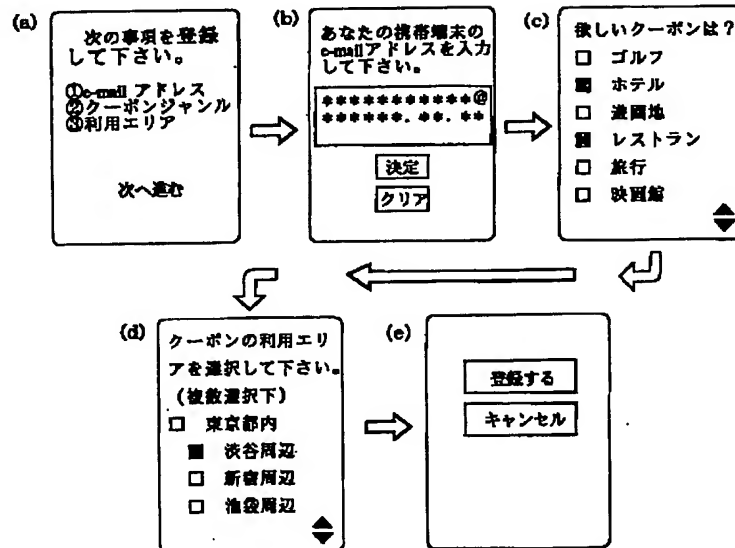 (a)
次の事項を登録
して下さい。
①e-mail アドレス
②クーポンジャンル
③利用エリア
次へ進む
(b)
あなたの携帯端末の
e-mailアドレスを入力
して下さい。
***********@
******. **. **
決定
クリア
(c)
欲しいクーポンは？
□ ゴルフ
■ ホテル
□ 遊園地
■ レストラン
□ 旅行
□ 映画館
(d)
クーポンの利用エリ
アを選択して下さい。
(複数選択下)
□ 東京都内
■ 渋谷周辺
□ 新宿周辺
□ 池袋周辺
(e)
登録する
キャンセル